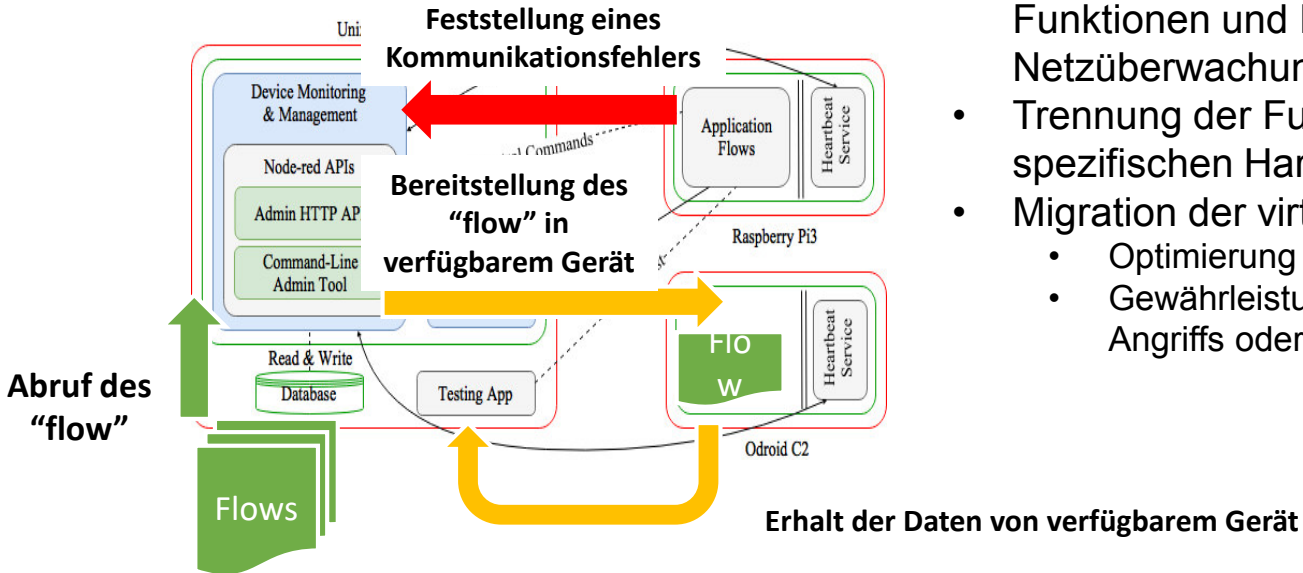 Feststellung eines
Kommunikationsfehlers
Device Monitoring
& Management
Node-red APIs
Admin HTTP AP
Command-Line
Admin Tool
Read & Write
Database
Testing App
Commands
Application
Flows
Heartbeat
Service
Raspberry Pi3
Bereitstellung des
“flow” in
verfügbarem Gerät
Flo
w
Heartbeat
Service
Odroid C2
Abruf des
“flow”
Flows
Erhalt der Daten von verfügbarem Gerät
Funktionen und
Netzüberwachun
• Trennung der Fu
spezifischen Har
• Migration der virt
• Optimierung
• Gewährleistu
Angriffs oder